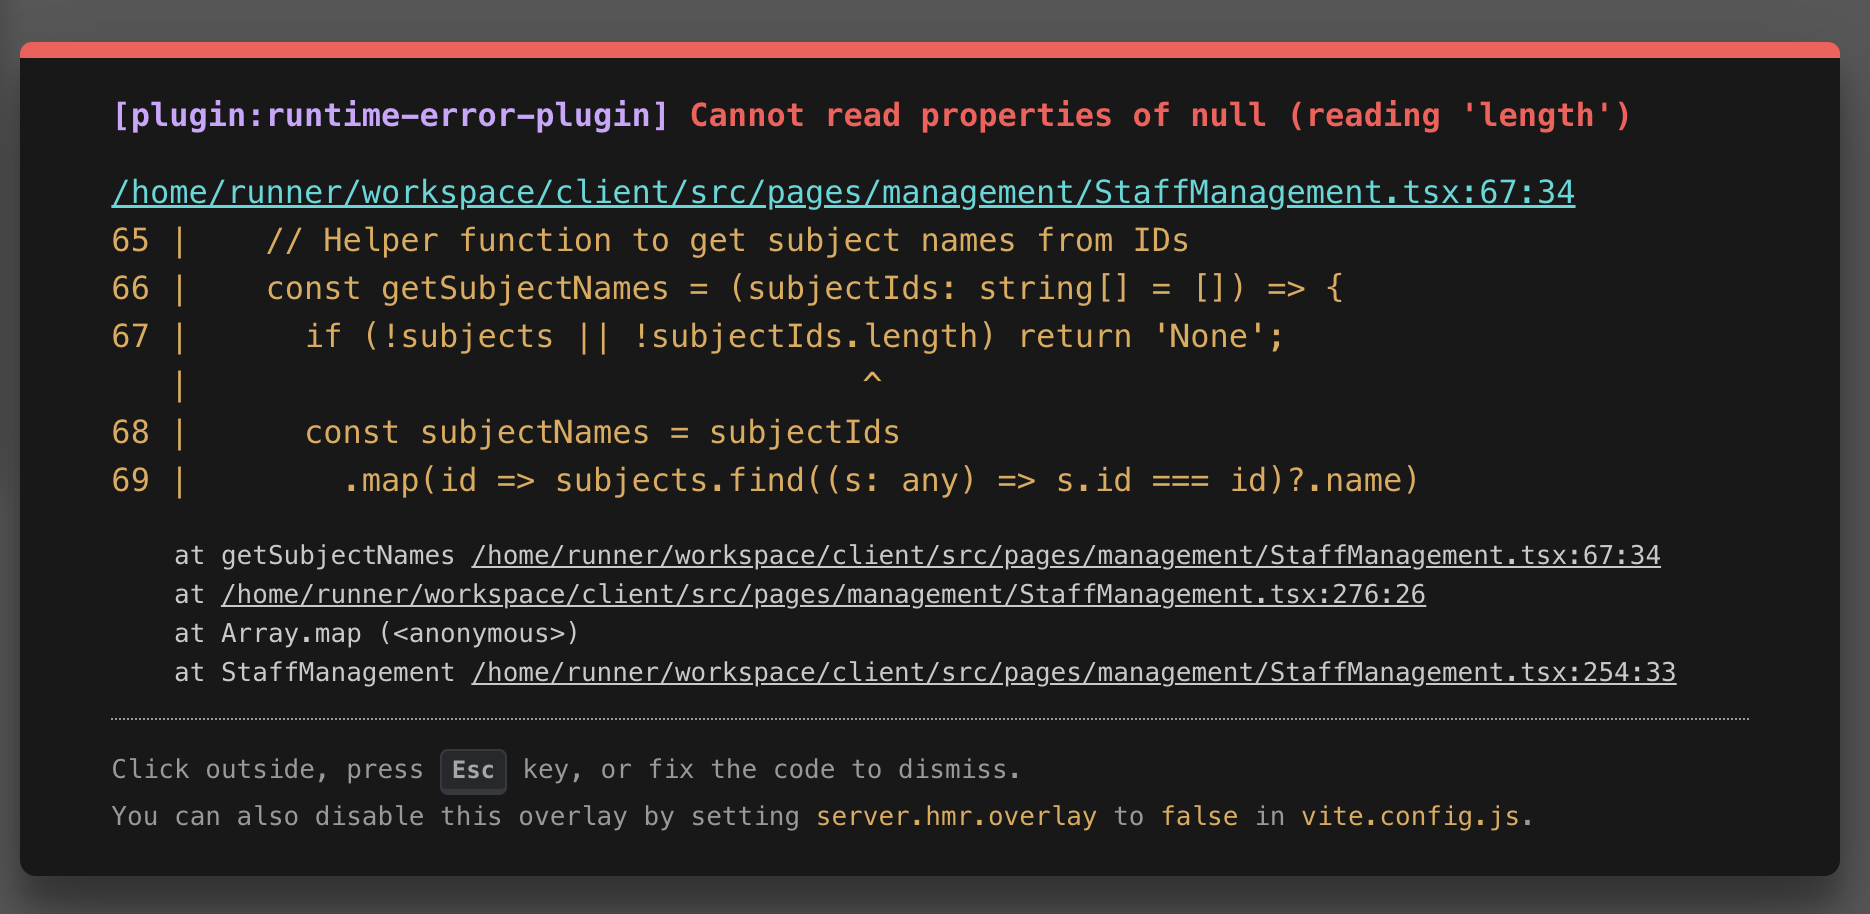 [plugin:runtime-error-plugin] Cannot read properties of null (reading 'length')
/home/runner/workspace/client/src/pages/management/StaffManagement.tsx:67:34
65 |    // Helper function to get subject names from IDs
66 |    const getSubjectNames = (subjectIds: string[] = []) => {
67 |      if (!subjects || !subjectIds.length) return 'None';
   |                                   ^
68 |      const subjectNames = subjectIds
69 |        .map(id => subjects.find((s: any) => s.id === id)?.name)
    at getSubjectNames /home/runner/workspace/client/src/pages/management/StaffManagement.tsx:67:34
    at /home/runner/workspace/client/src/pages/management/StaffManagement.tsx:276:26
    at Array.map (<anonymous>)
    at StaffManagement /home/runner/workspace/client/src/pages/management/StaffManagement.tsx:254:33
Click outside, press Esc key, or fix the code to dismiss.
You can also disable this overlay by setting server.hmr.overlay to false in vite.config.js.